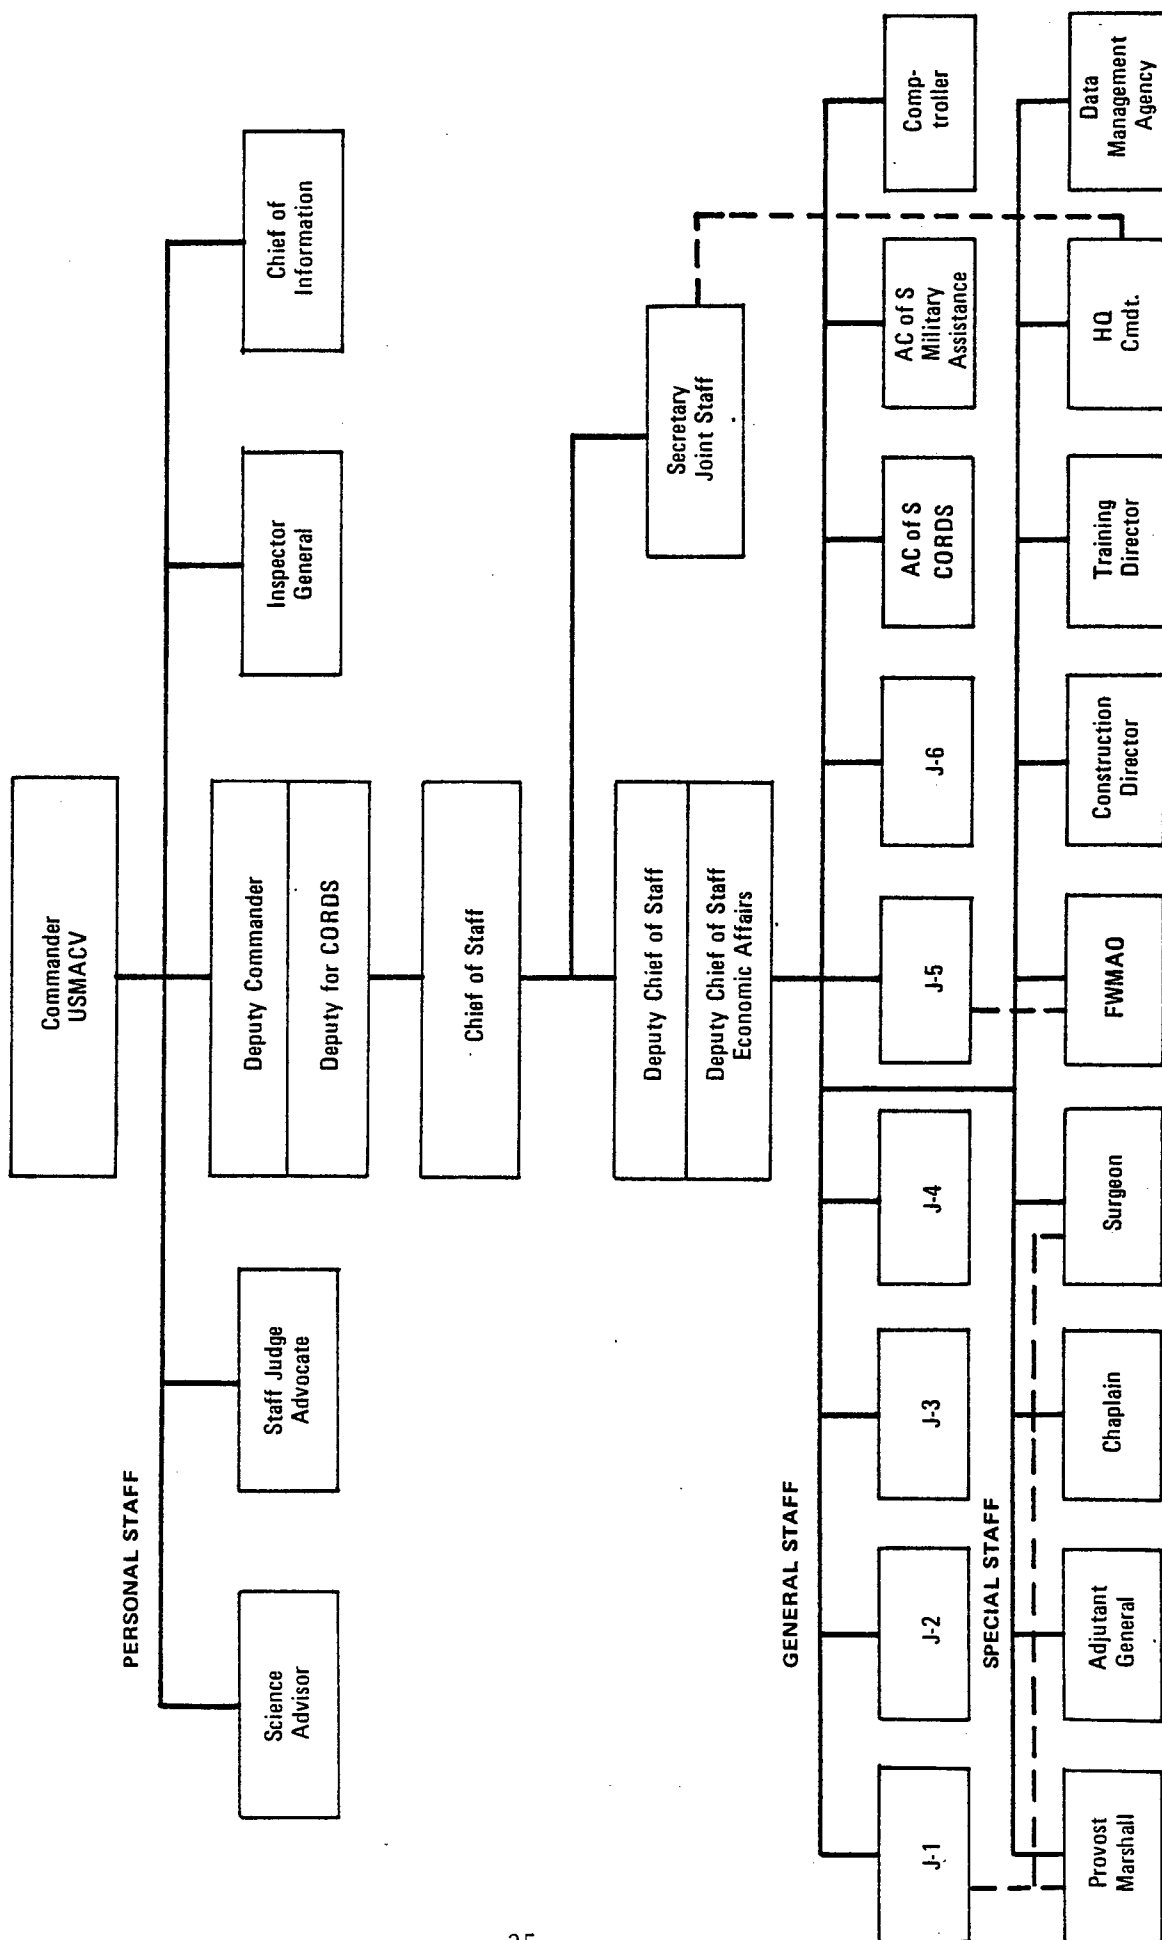 Commander
USMACV
PERSONAL STAFF
Science
Advisor
Staff Judge
Advocate
Deputy Commander
Deputy for CORDS
Inspector
General
Chief of
Information
Chief of Staff
Secretary
Joint Staff
Deputy Chief of Staff
Deputy Chief of Staff
Economic Affairs
GENERAL STAFF
J-1
J-2
J-3
J-4
J-5
J-6
AC of S
CORDS
AC of S
Military
Assistance
Comp-
troller
SPECIAL STAFF
Provost
Marshall
Adjutant
General
Chaplain
Surgeon
FWMAO
Construction
Director
Training
Director
HQ
Cmdt.
Data
Management
Agency